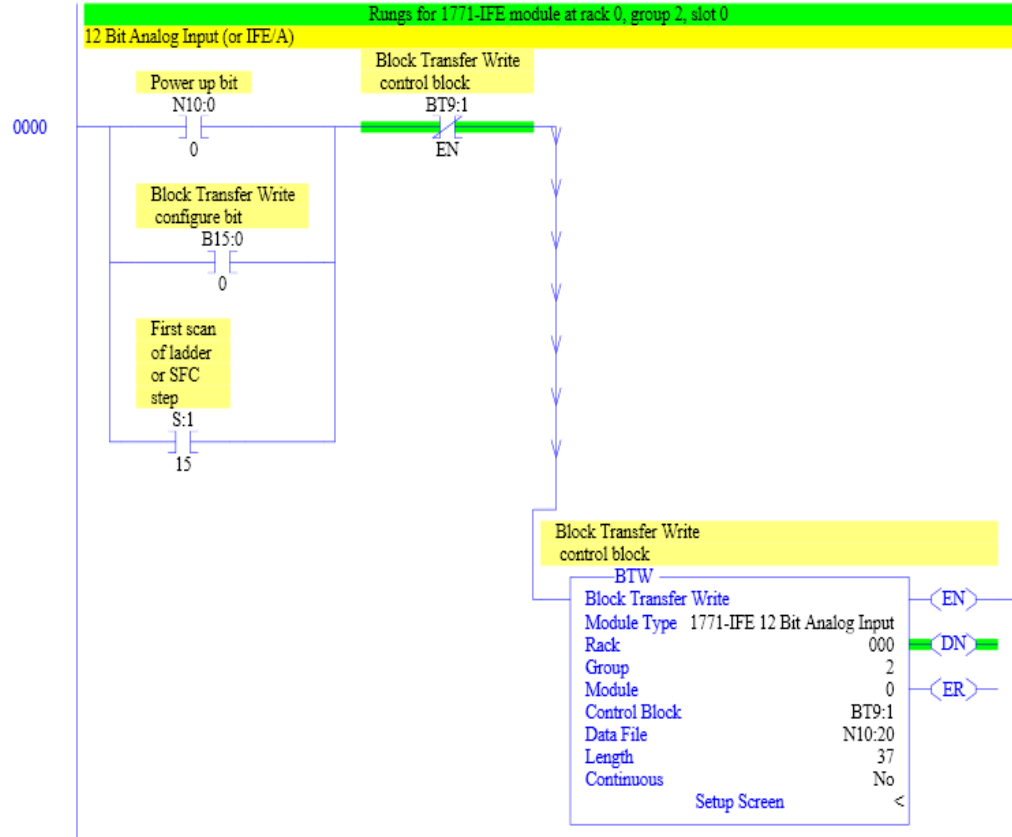 Rungs for 1771-IFE module at rack 0, group 2, slot 0
12 Bit Analog Input (or IFE/A)
Power up bit
N10:0
0
Block Transfer Write
control block
BT9:1
EN
0000
Block Transfer Write
configure bit
B15:0
0
First scan
of ladder
or SFC
step
S:1
15
Block Transfer Write
control block
BTW
Block Transfer Write
Module Type 1771-IFE 12 Bit Analog Input
Rack 000
Group 2
Module 0
Control Block BT9:1
Data File N10:20
Length 37
Continuous No
Setup Screen <
EN
DN
ER